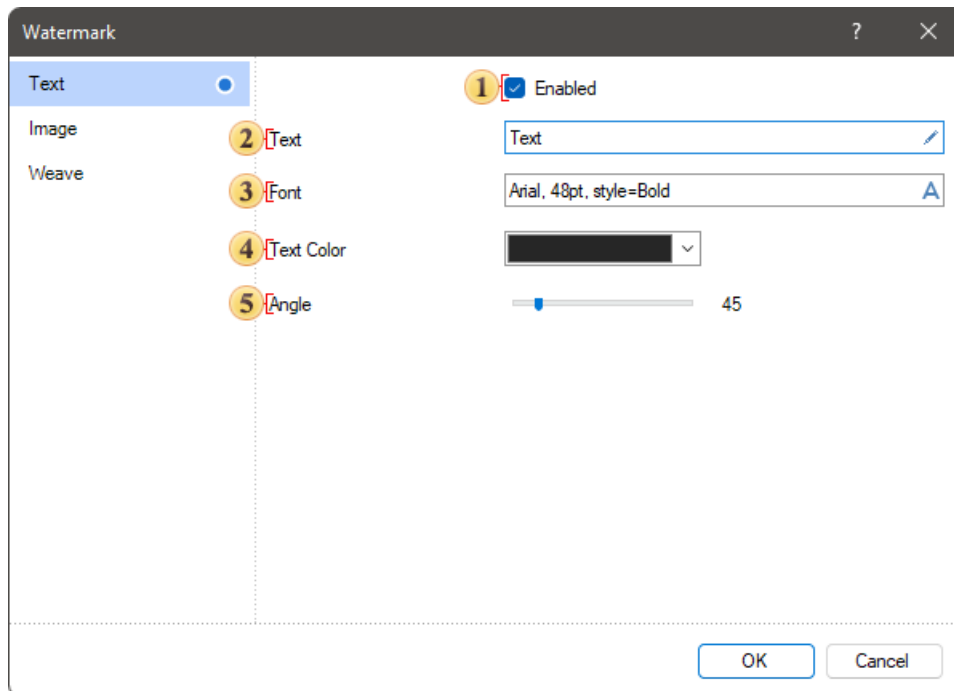 Watermark ?
Text
1 Enabled
Image
2 Text Text
Weave
3 Font Arial, 48pt, style=Bold A
4 Text Color
5 Angle 45
OK Cancel